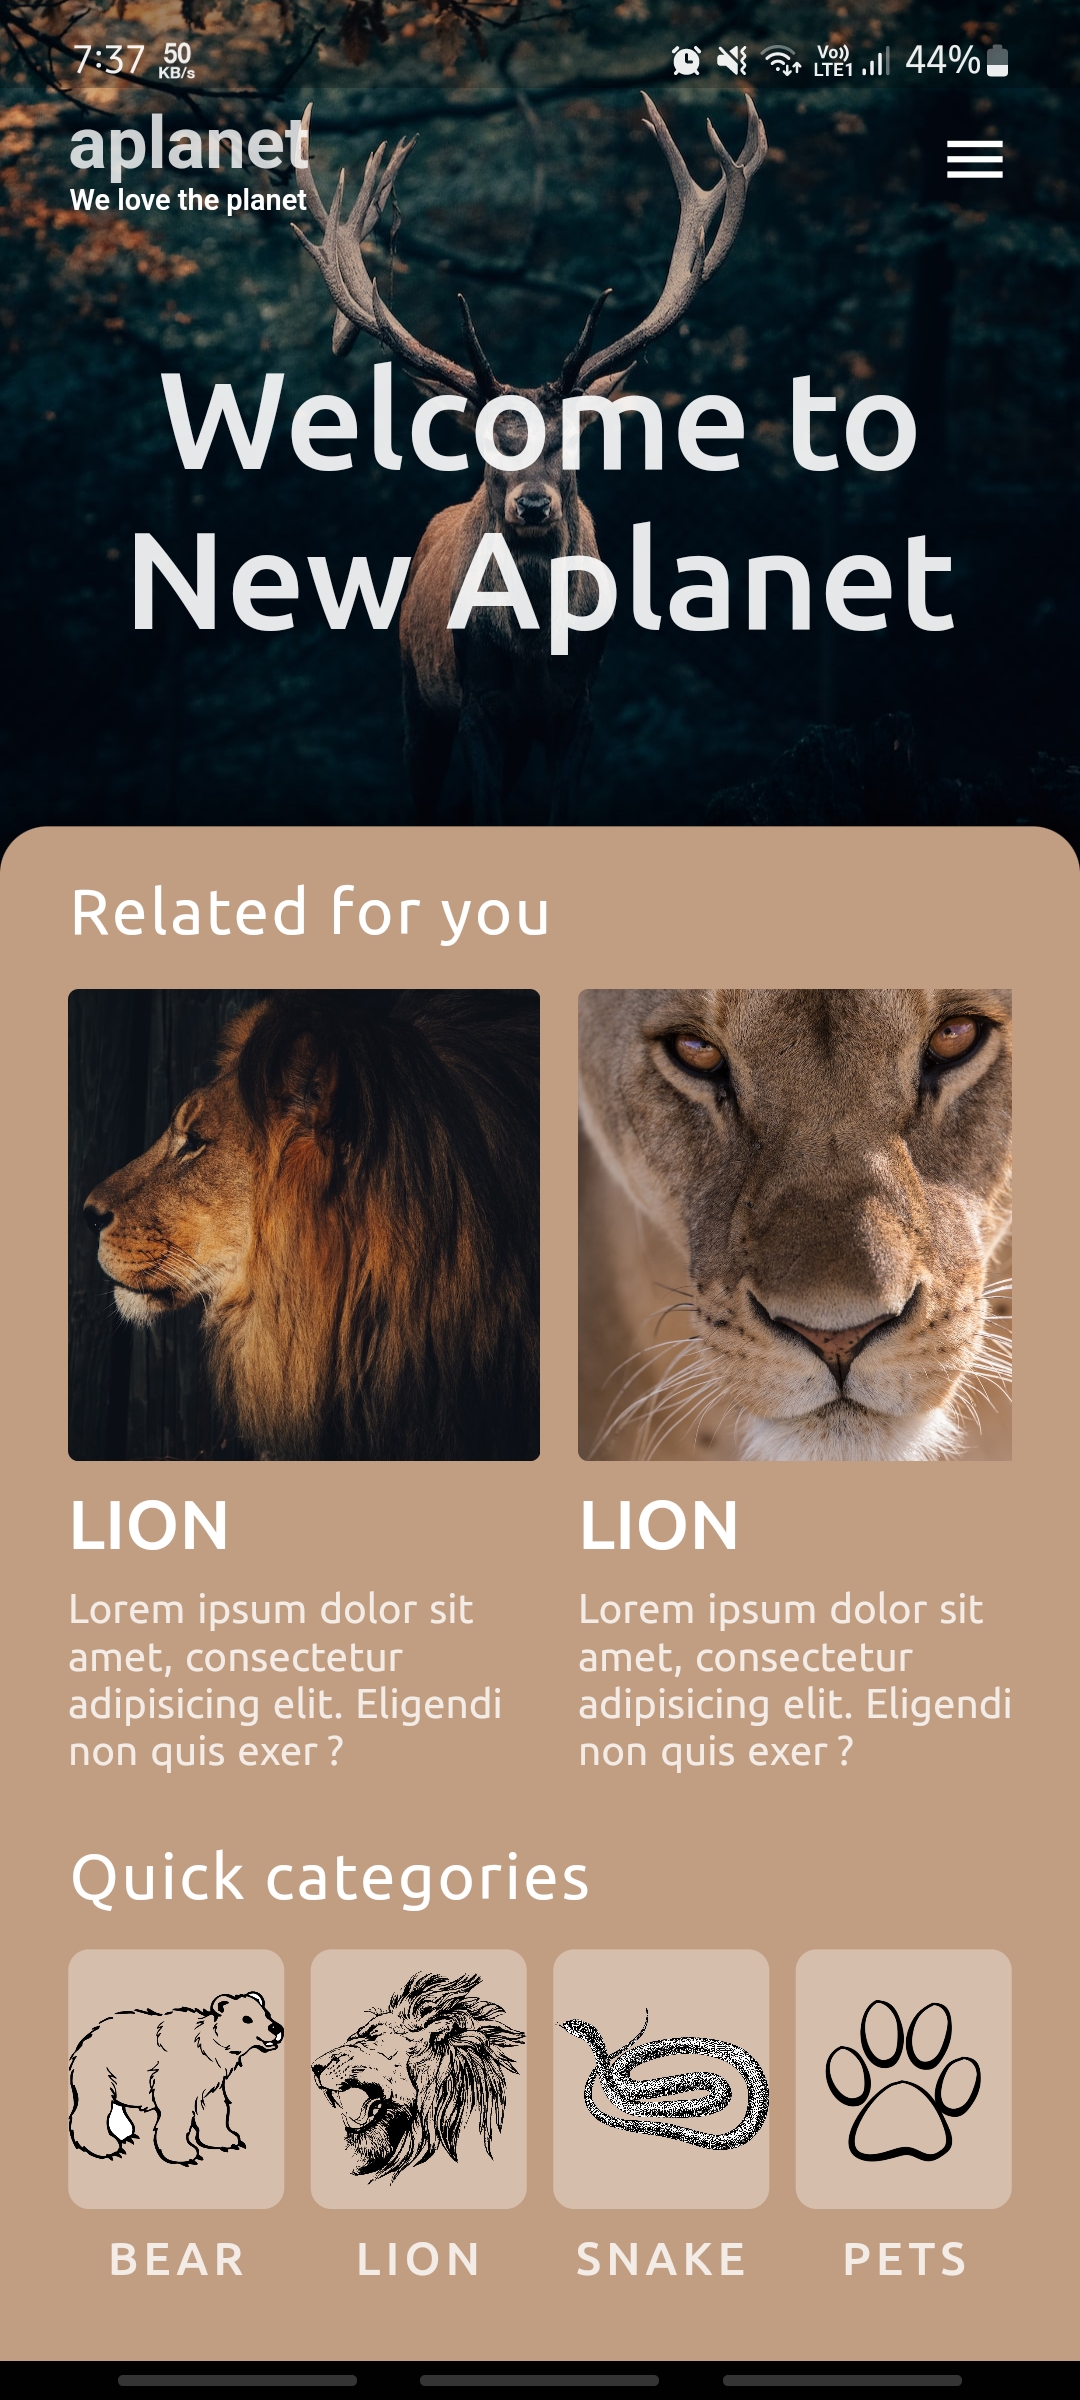 7:37 50 KB/s Vo)) LTE1 44%
aplanet
We love the planet
Welcome to
New Aplanet
Related for you
LION
Lorem ipsum dolor sit
amet, consectetur
adipisicing elit. Eligendi
non quis exer ?
LION
Lorem ipsum dolor sit
amet, consectetur
adipisicing elit. Eligendi
non quis exer ?
Quick categories
BEAR
LION
SNAKE
PETS